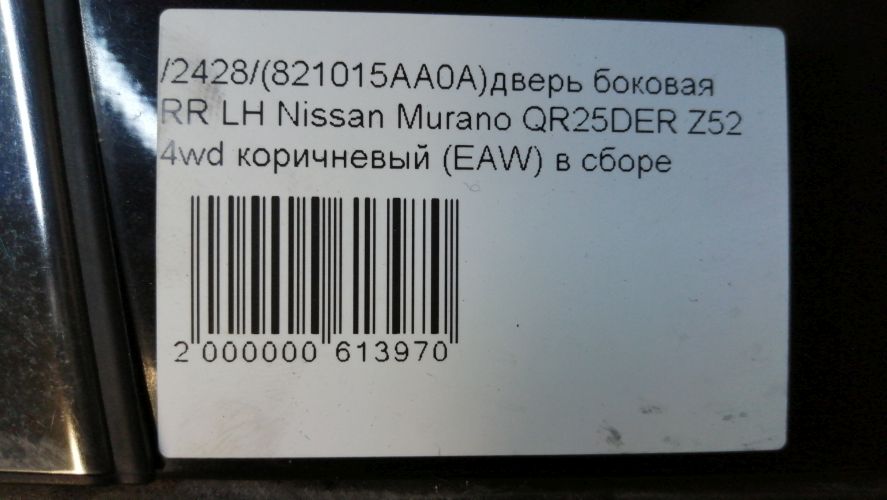 /2428/(821015AA0A)дверь боковая
RR LH Nissan Murano QR25DER Z52
4wd коричневый (EAW) в сборе
2 000000 613970